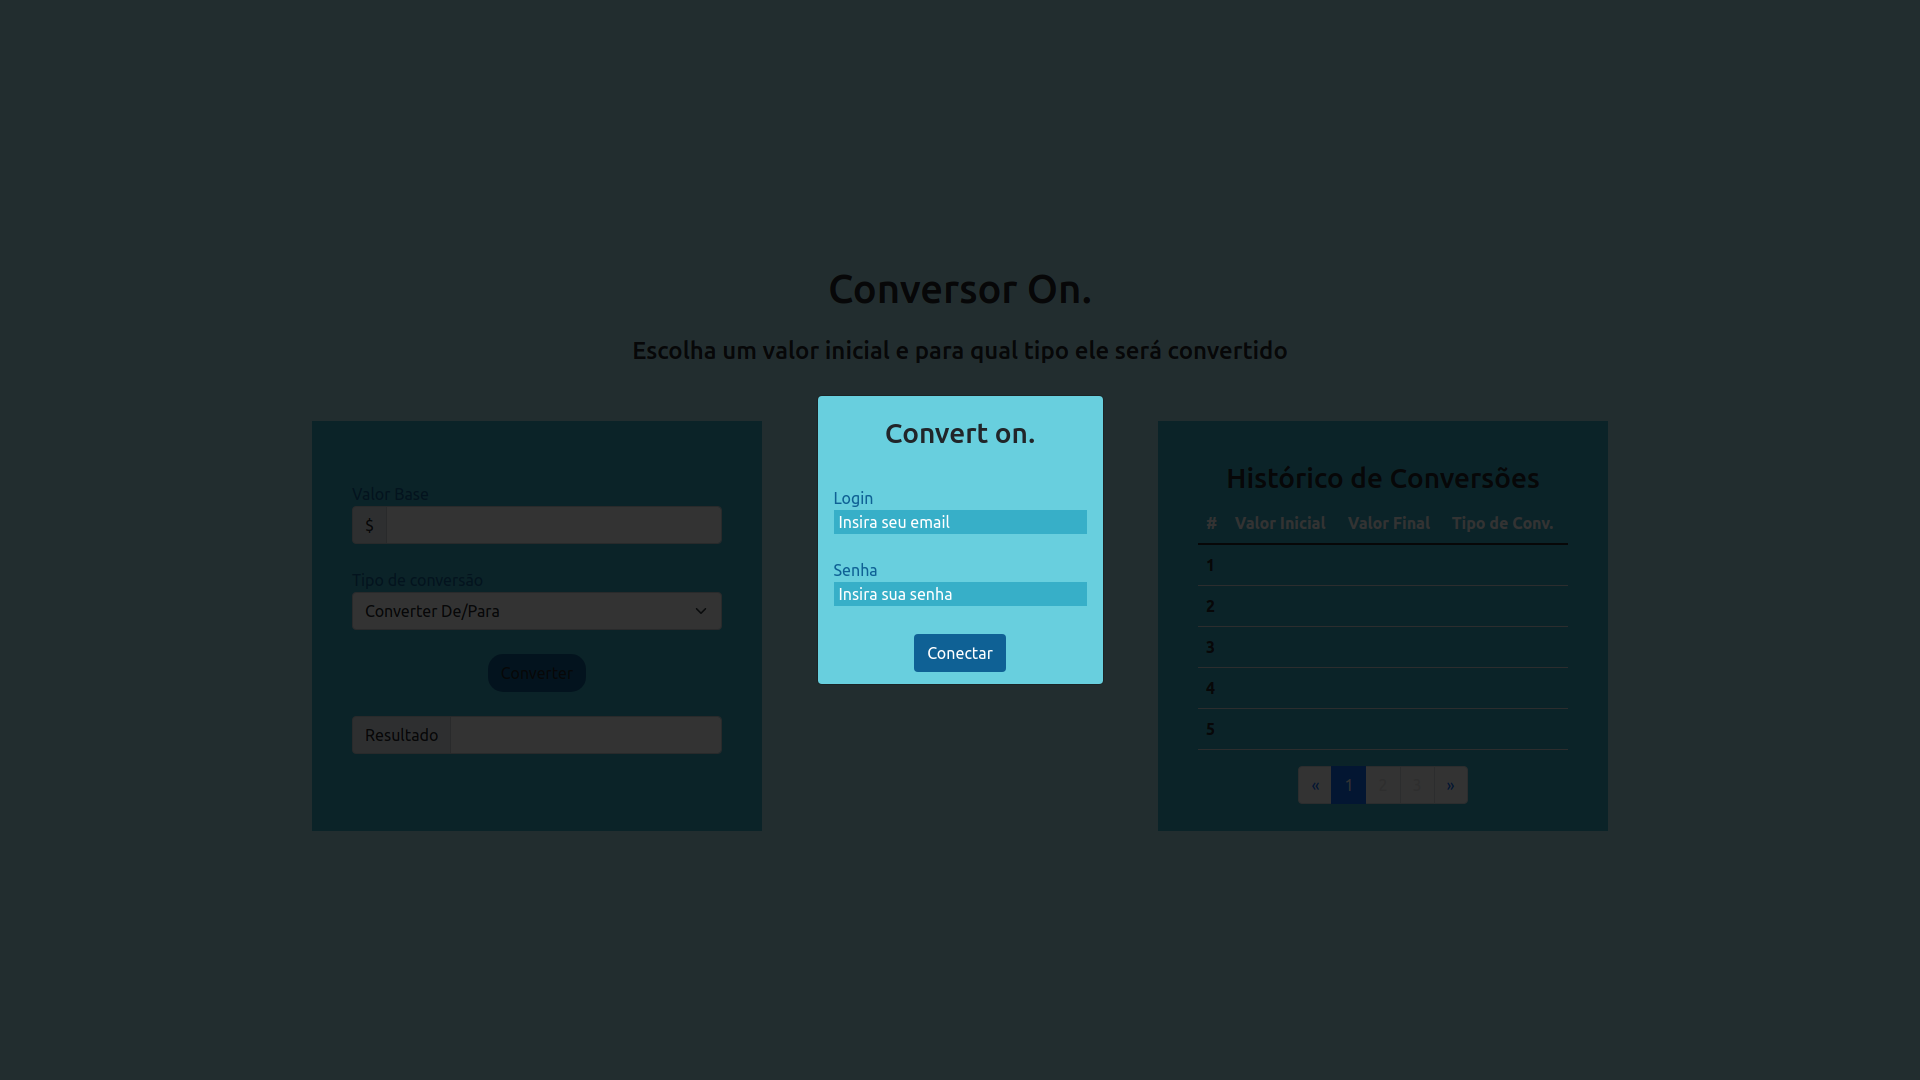 Conversor On.
Escolha um valor inicial e para qual tipo ele será convertido
Valor Base
$
Tipo de conversão
Converter De/Para
Converter
Resultado
Convert on.
Login
Insira seu email
Senha
Insira sua senha
Conectar
Histórico de Conversões
# Valor Inicial Valor Final Tipo de Conv.
1
2
3
4
5
« 1 2 3 »